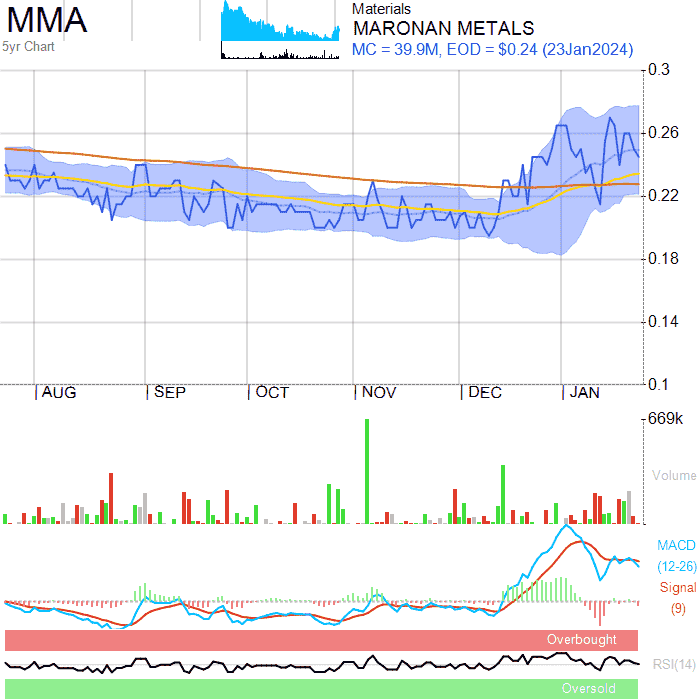 MMA
5yr Chart
Materials
MARONAN METALS
MC = 39.9M, EOD = $0.24 (23Jan2024)
0.3
0.26
0.22
0.18
0.14
0.1
AUG SEP OCT NOV DEC JAN
669k
Volume
MACD
(12-26)
Signal
(9)
Overbought
RSI(14)
Oversold